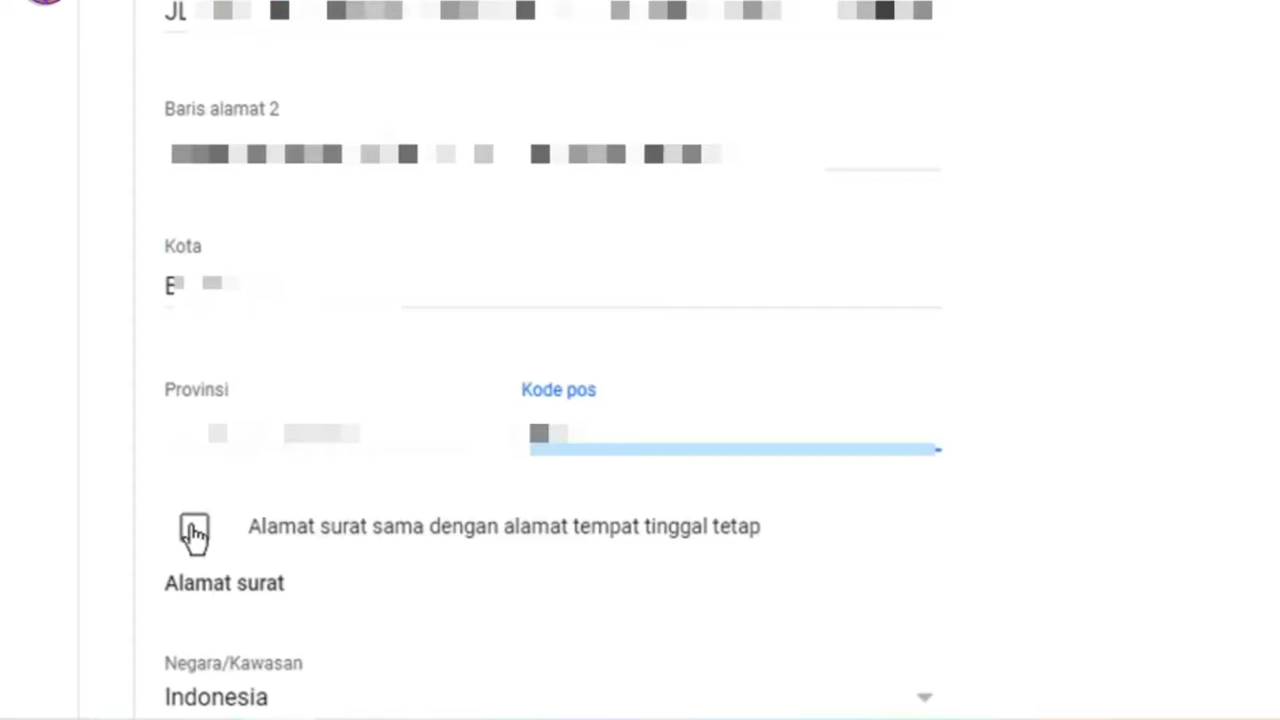 JL
Baris alamat 2
Kota
Provinsi
Kode pos
Alamat surat sama dengan alamat tempat tinggal tetap
Alamat surat
Negara/Kawasan
Indonesia